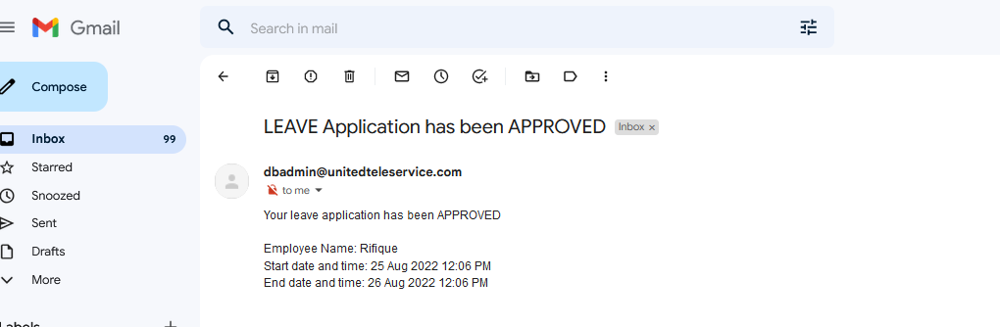 Gmail
Search in mail
Compose
LEAVE Application has been APPROVED Inbox ×
Inbox 99
dbadmin@unitedteleservice.com
Starred
to me
Snoozed
Your leave application has been APPROVED
Sent
Employee Name: Rifique
Drafts
Start date and time: 25 Aug 2022 12:06 PM
More
End date and time: 26 Aug 2022 12:06 PM
Labels